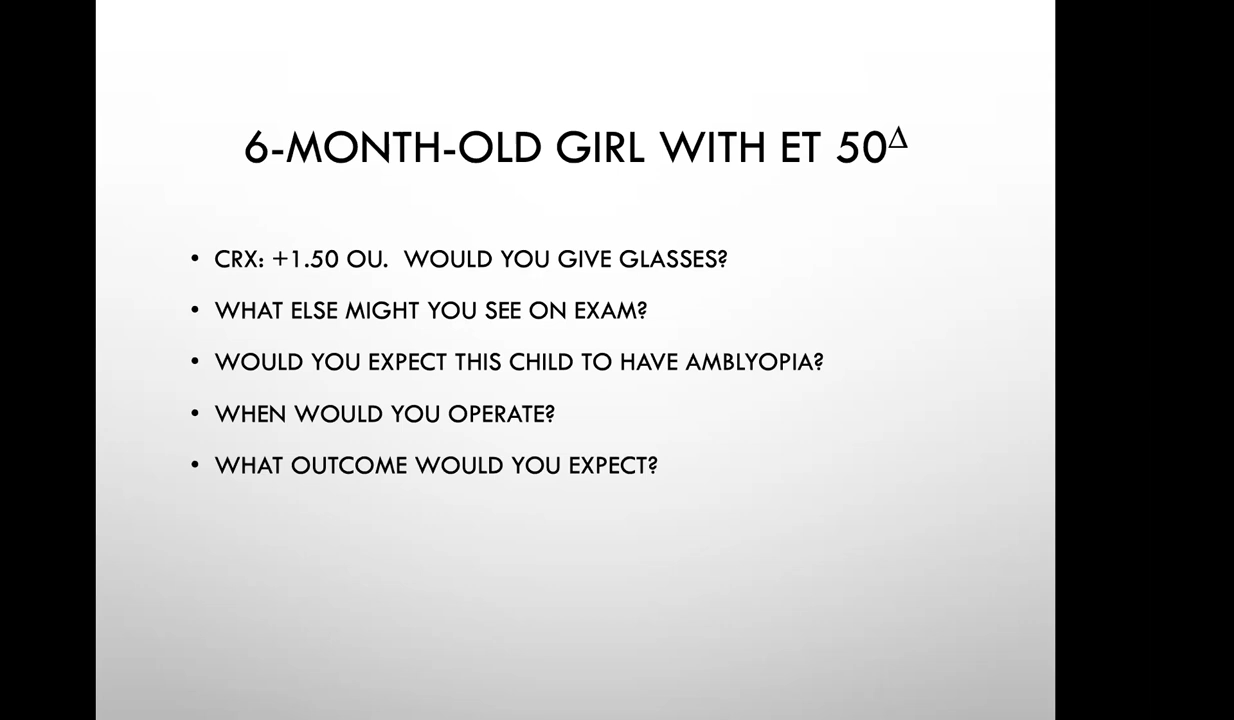 6-MONTH-OLD GIRL WITH ET 50Δ
• CRX: +1.50 OU. WOULD YOU GIVE GLASSES?
• WHAT ELSE MIGHT YOU SEE ON EXAM?
• WOULD YOU EXPECT THIS CHILD TO HAVE AMBLYOPIA?
• WHEN WOULD YOU OPERATE?
• WHAT OUTCOME WOULD YOU EXPECT?